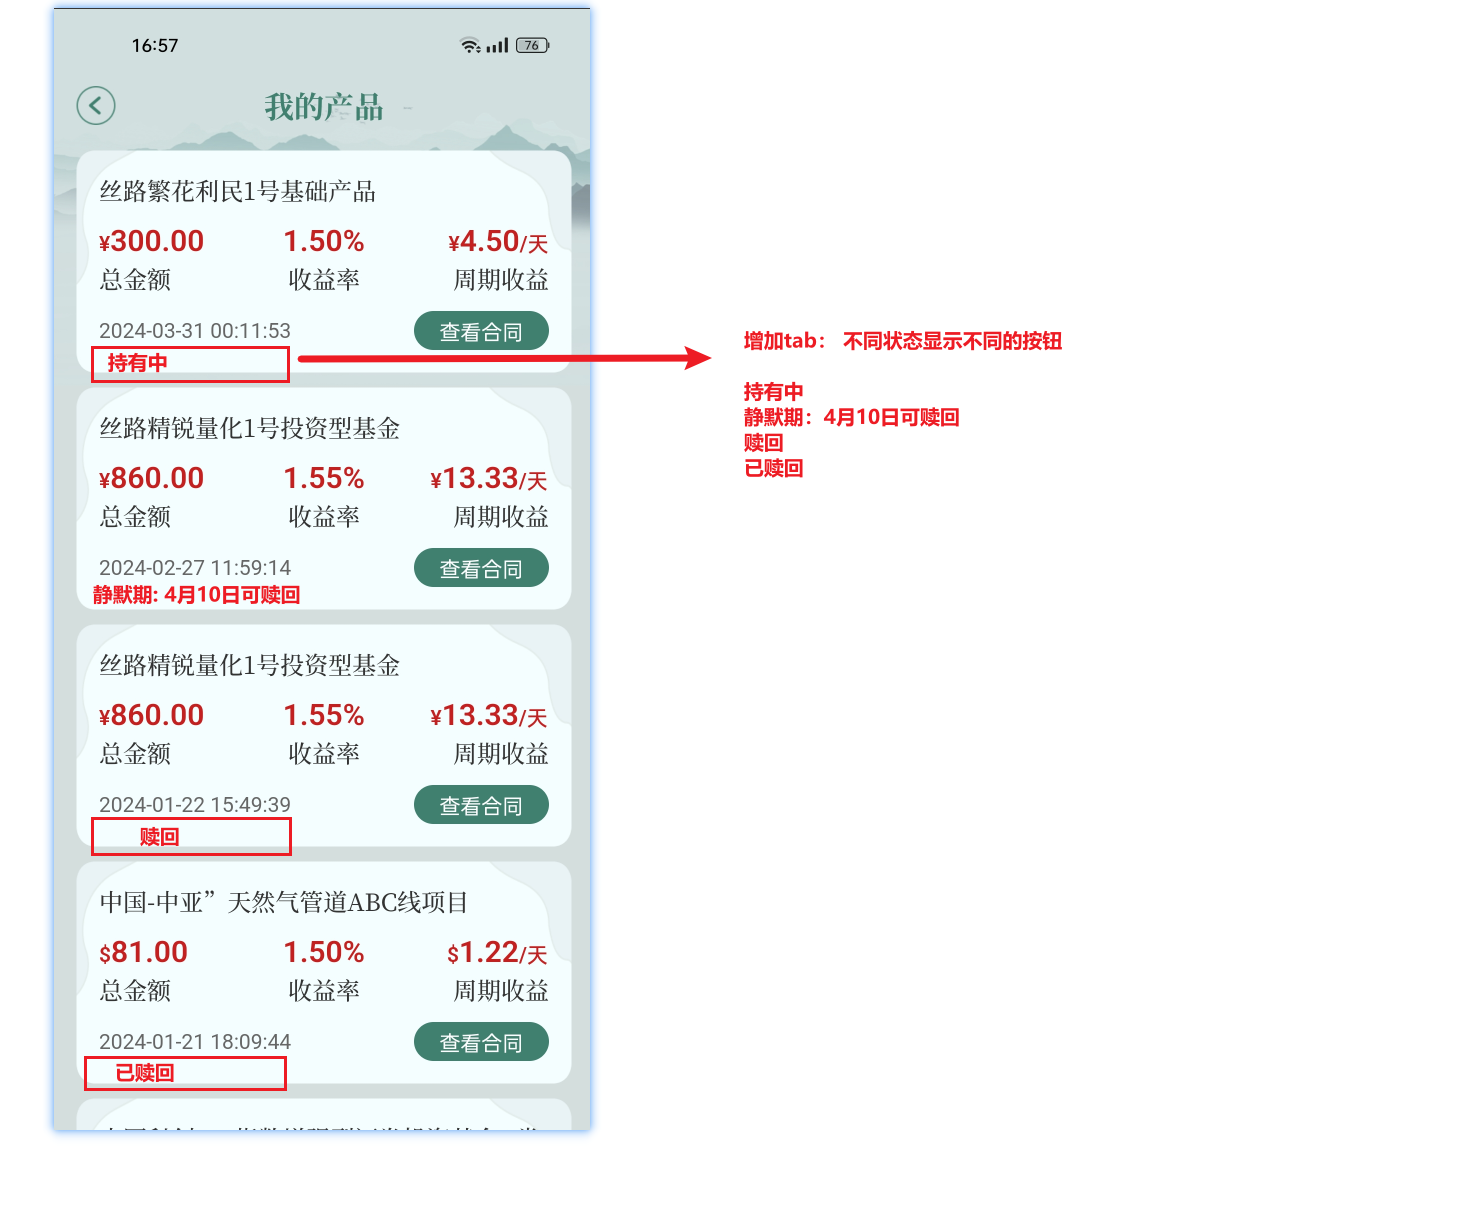 16:57
76
我的产品
丝路繁花利民1号基础产品
¥300.00 1.50% ¥4.50/天
总金额 收益率 周期收益
2024-03-31 00:11:53 查看合同
持有中
丝路精锐量化1号投资型基金
¥860.00 1.55% ¥13.33/天
总金额 收益率 周期收益
2024-02-27 11:59:14 查看合同
静默期: 4月10日可赎回
丝路精锐量化1号投资型基金
¥860.00 1.55% ¥13.33/天
总金额 收益率 周期收益
2024-01-22 15:49:39 查看合同
赎回
中国-中亚”天然气管道ABC线项目
$81.00 1.50% $1.22/天
总金额 收益率 周期收益
2024-01-21 18:09:44 查看合同
已赎回
增加tab： 不同状态显示不同的按钮
持有中
静默期：4月10日可赎回
赎回
已赎回